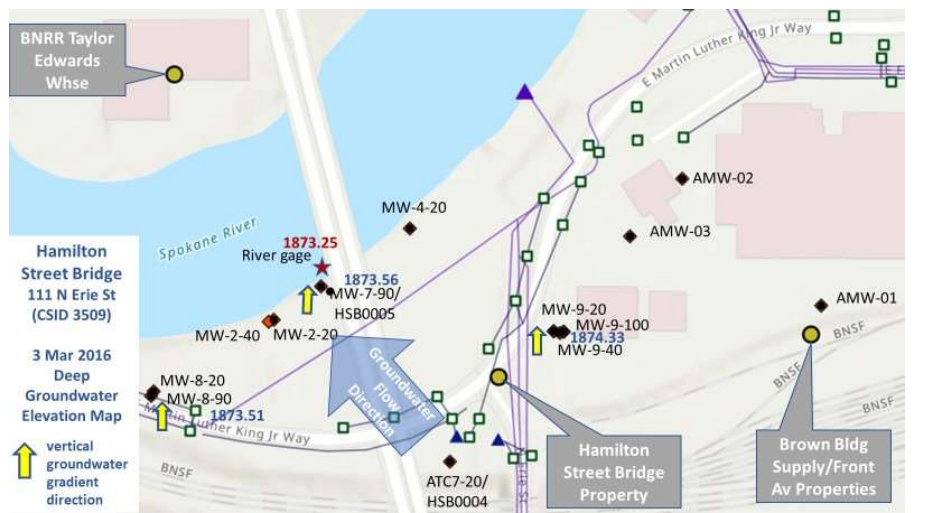 BNRR Taylor
Edwards
Whse
E Martin Luther King Jr Way
AMW-02
MW-4-20
AMW-03
Spokane River
1873.25
River gage
1873.56
MW-7-90/
HSB0005
Hamilton
Street Bridge
111 N Erie St
(CSID 3509)
3 Mar 2016
Deep
Groundwater
Elevation Map
vertical
groundwater
gradient
direction
MW-2-40
MW-2-20
MW-9-20
MW-9-100
1874.33
MW-9-40
AMW-01
BNSF
BNSF
BNSF
Groundwater
Flow
Direction
MW-8-20
MW-8-90
1873.51
Martin Luther King Jr Way
BNSF
ATC7-20/
HSB0004
Hamilton
Street Bridge
Property
Brown Bldg
Supply/Front
Av Properties